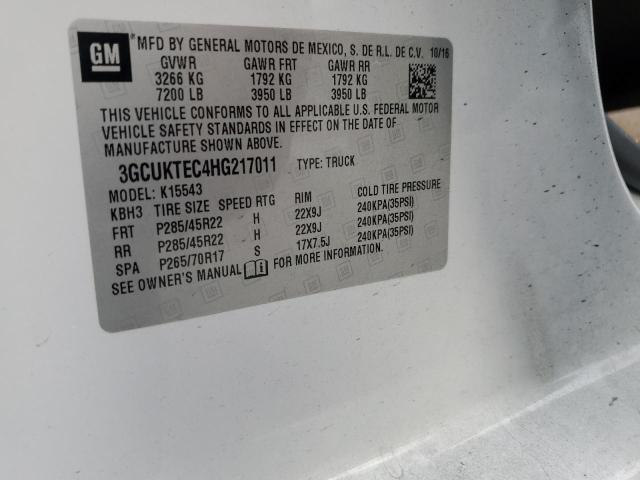 GM
MFD BY GENERAL MOTORS DE MEXICO, S. DE R.L. DE C.V. 10/16
GVWR GAWR FRT GAWR RR
3266 KG 1792 KG 1792 KG
7200 LB 3950 LB 3950 LB
THIS VEHICLE CONFORMS TO ALL APPLICABLE U.S. FEDERAL MOTOR
VEHICLE SAFETY STANDARDS IN EFFECT ON THE DATE OF
MANUFACTURE SHOWN ABOVE.
3GCUKTEC4HG217011 TYPE: TRUCK
MODEL: K15543
KBH3 TIRE SIZE SPEED RTG RIM COLD TIRE PRESSURE
FRT P285/45R22 H 22X9J 240KPA(35PSI)
RR P285/45R22 H 22X9J 240KPA(35PSI)
SPA P265/70R17 S 17X7.5J 240KPA(35PSI)
SEE OWNER'S MANUAL FOR MORE INFORMATION.